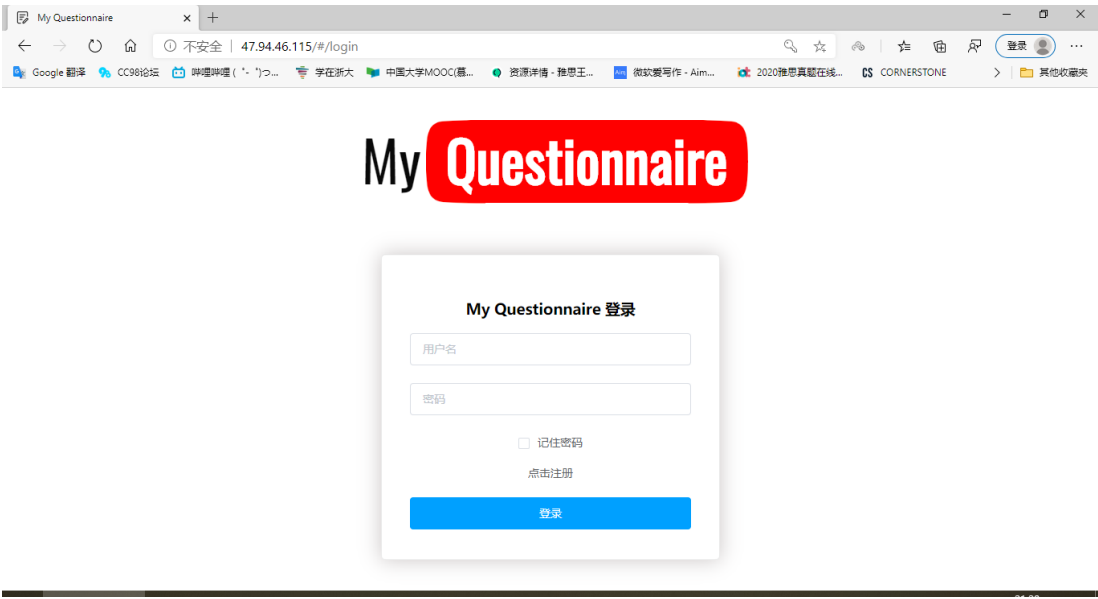 My Questionnaire
不安全 | 47.94.46.115/#/login
登录
Google 翻译 CC98论坛 哔哩哔哩 ( ゜- ゜)つ... 学在浙大 中国大学MOOC(慕... 资源详情 - 雅思王... Aim 微软爱写作 - Aim... 2020雅思真题在线... CS CORNERSTONE 其他收藏夹
My Questionnaire
My Questionnaire 登录
用户名
密码
记住密码
点击注册
登录